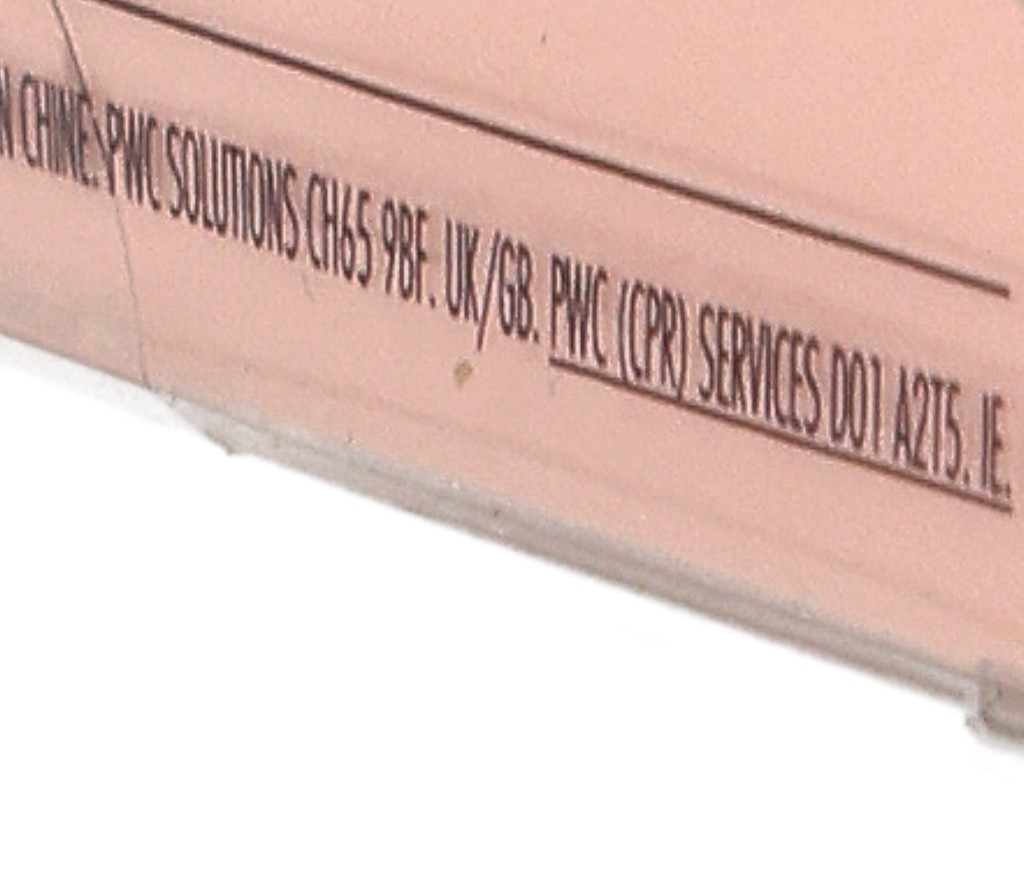 N CHINE. PWC SOLUTIONS CH65 9BF. UK/GB. PWC (CPR) SERVICES D01 A2T5. IE.